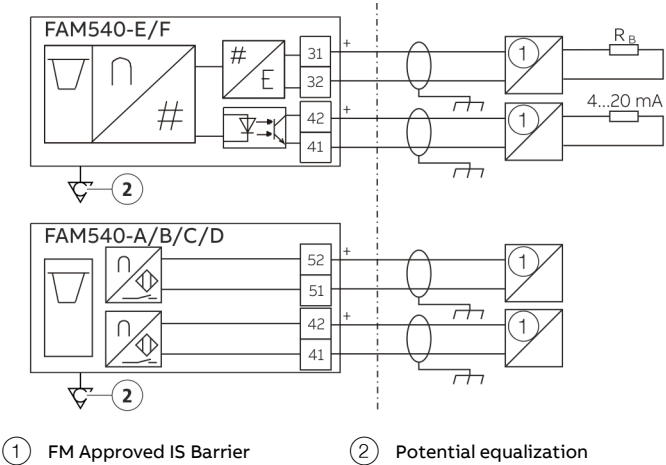 FAM540-E/F
#
E
#
31
+
32
42
+
41
1
R B
1
4...20 mA
2
FAM540-A/B/C/D
52
+
51
42
+
41
1
1
2
1 FM Approved IS Barrier
2 Potential equalization